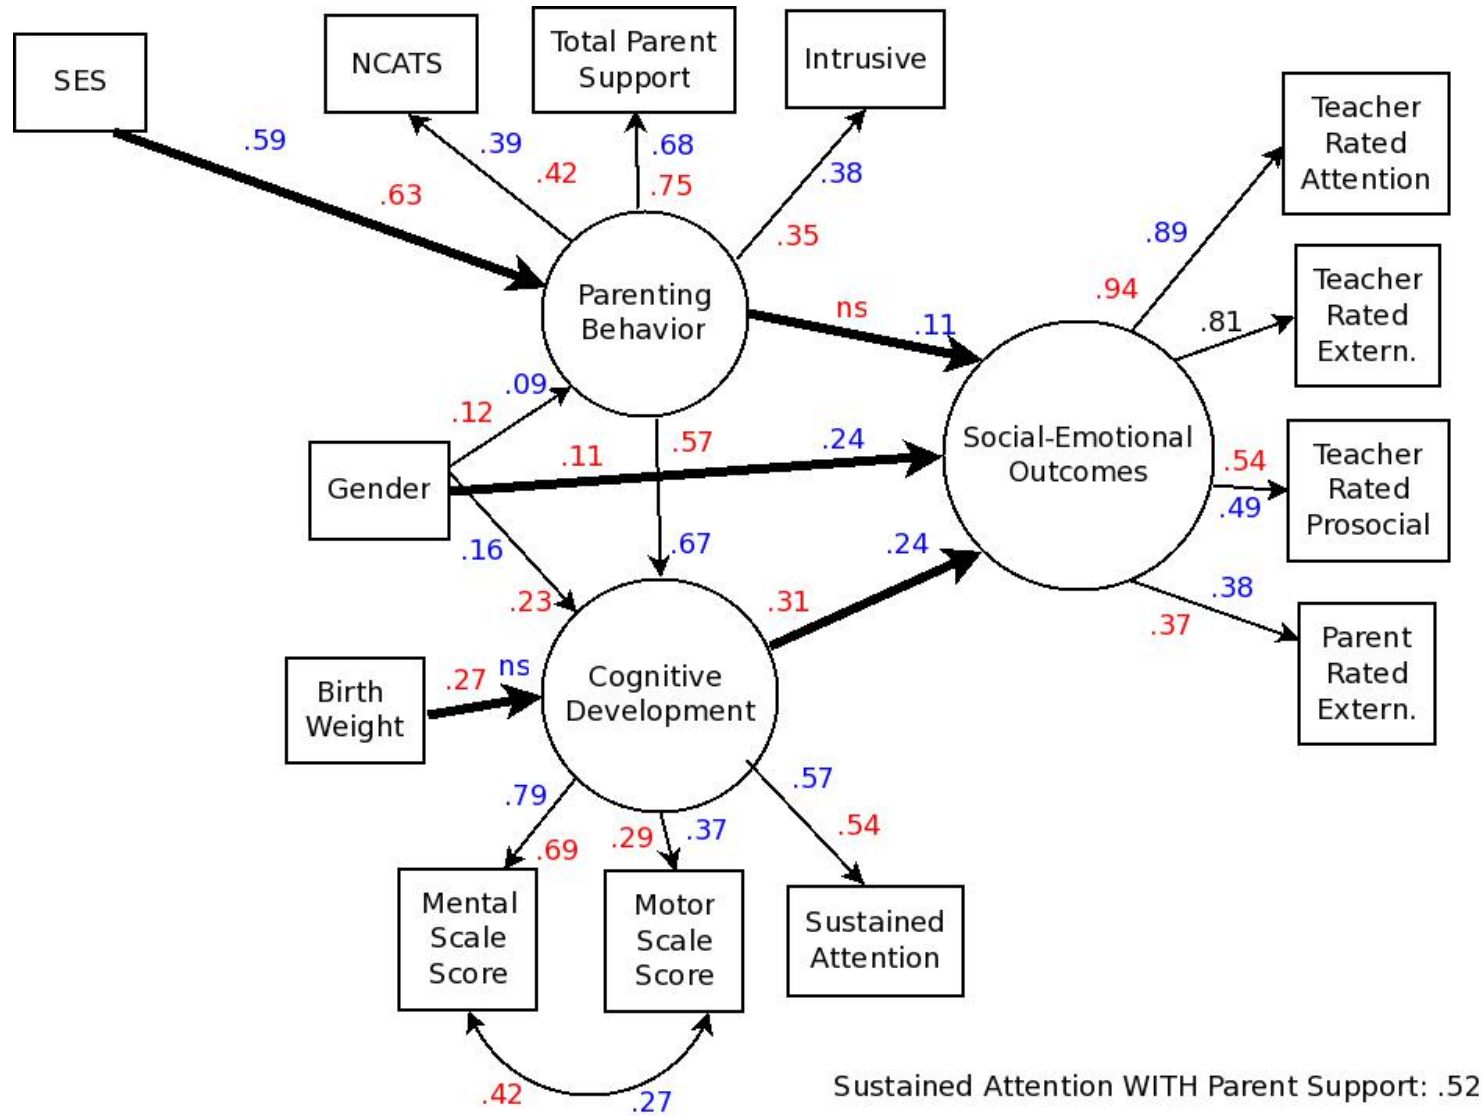 SES
NCATS
Total Parent
Support
Intrusive
Teacher
Rated
Attention
.59
.63
.39
.42
.68
.75
.38
.35
.89
.94
Parenting
Behavior
ns
.11
.81
Teacher
Rated
Extern.
.09
.12
Gender
.11
.57
.24
Social-Emotional
Outcomes
.54
.49
Teacher
Rated
Prosocial
.16
.23
.67
.24
.31
.38
.37
Parent
Rated
Extern.
Birth
Weight
.27
ns
Cognitive
Development
.79
.69
.29
.37
.57
.54
Mental
Scale
Score
Motor
Scale
Score
Sustained
Attention
.42
.27
Sustained Attention WITH Parent Support: .52